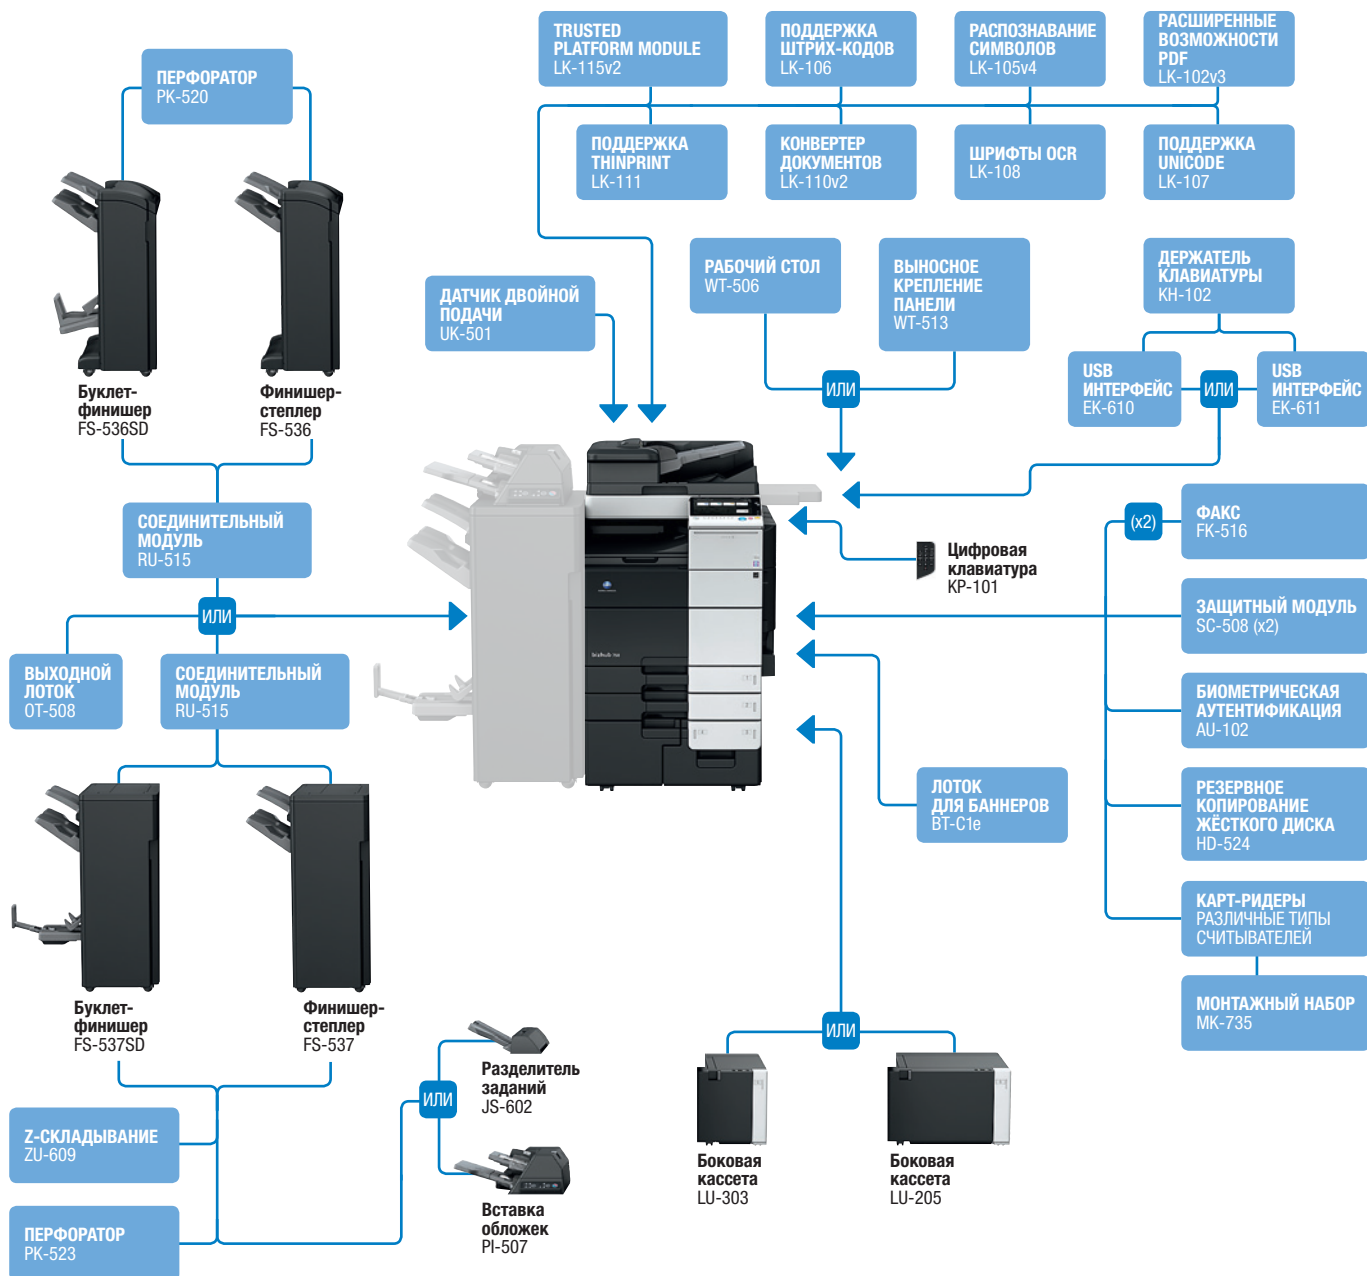 ПЕРФОРАТОР
PK-520
TRUSTED
PLATFORM MODULE
LK-115v2
ПОДДЕРЖКА
ШТРИХ-КОДОВ
LK-106
РАСПОЗНАВАНИЕ
СИМВОЛОВ
LK-105v4
РАСШИРЕННЫЕ
ВОЗМОЖНОСТИ
PDF
LK-102v3
ПОДДЕРЖКА
THINPRINT
LK-111
КОНВЕРТЕР
ДОКУМЕНТОВ
LK-110v2
ШРИФТЫ OCR
LK-108
ПОДДЕРЖКА
UNICODE
LK-107
ДАТЧИК ДВОЙНОЙ
ПОДАЧИ
UK-501
РАБОЧИЙ СТОЛ
WT-506
ВЫНОСНОЕ
КРЕПЛЕНИЕ
ПАНЕЛИ
WT-513
ДЕРЖАТЕЛЬ
КЛАВИАТУРЫ
KH-102
ИЛИ
USB
ИНТЕРФЕЙС
EK-610
ИЛИ
USB
ИНТЕРФЕЙС
EK-611
Буклет-
финишер
FS-536SD
Финишер-
степлер
FS-536
СОЕДИНИТЕЛЬНЫЙ
МОДУЛЬ
RU-515
ИЛИ
ВЫХОДНОЙ
ЛОТОК
OT-508
СОЕДИНИТЕЛЬНЫЙ
МОДУЛЬ
RU-515
bizhub
Цифровая
клавиатура
KP-101
(x2)
ФАКС
FK-516
ЗАЩИТНЫЙ МОДУЛЬ
SC-508 (x2)
БИОМЕТРИЧЕСКАЯ
АУТЕНТИФИКАЦИЯ
AU-102
РЕЗЕРВНОЕ
КОПИРОВАНИЕ
ЖЁСТКОГО ДИСКА
HD-524
КАРТ-РИДЕРЫ
РАЗЛИЧНЫЕ ТИПЫ
СЧИТЫВАТЕЛЕЙ
МОНТАЖНЫЙ НАБОР
MK-735
ЛОТОК
ДЛЯ БАННЕРОВ
BT-C1e
Буклет-
финишер
FS-537SD
Финишер-
степлер
FS-537
Z-СКЛАДЫВАНИЕ
ZU-609
ПЕРФОРАТОР
PK-523
ИЛИ
Разделитель
заданий
JS-602
Вставка
обложек
PI-507
ИЛИ
Боковая
кассета
LU-303
Боковая
кассета
LU-205